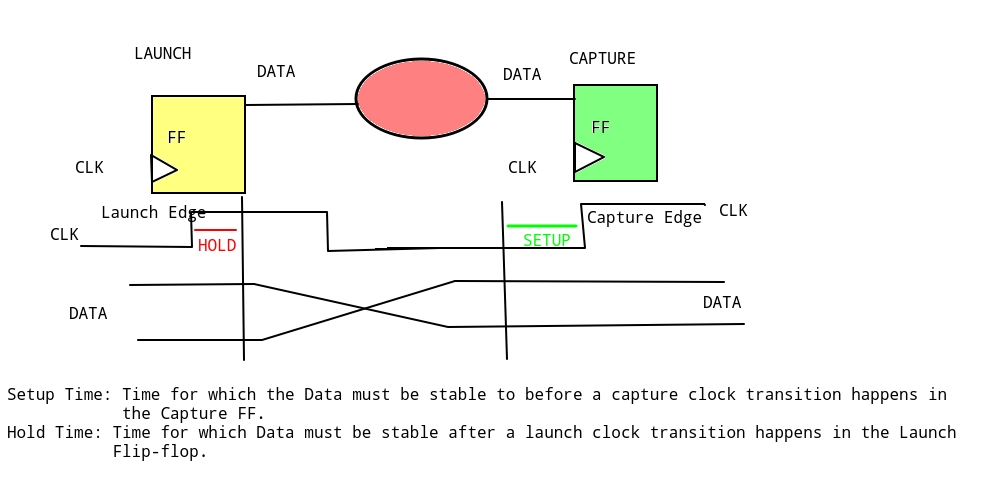 LAUNCH
DATA
DATA
CAPTURE
FF
FF
CLK
CLK
Launch Edge
CLK
HOLD
SETUP
Capture Edge
CLK
DATA
DATA
Setup Time: Time for which the Data must be stable to before a capture clock transition happens in
the Capture FF.
Hold Time: Time for which Data must be stable after a launch clock transition happens in the Launch
Flip-flop.